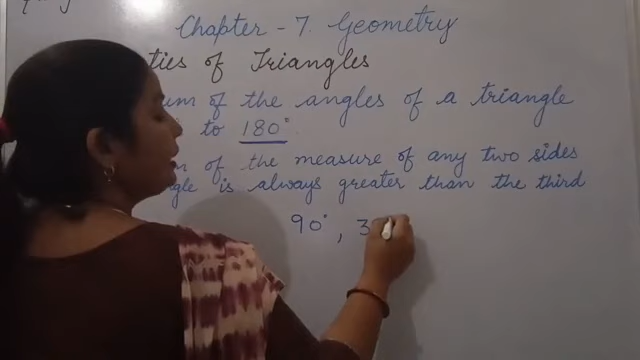 Chapter - 7. Geometry
ties of Triangles
um of the angles of a triangle
to 180°
of the measure of any two sides
gle is always greater than the third
90°, 3